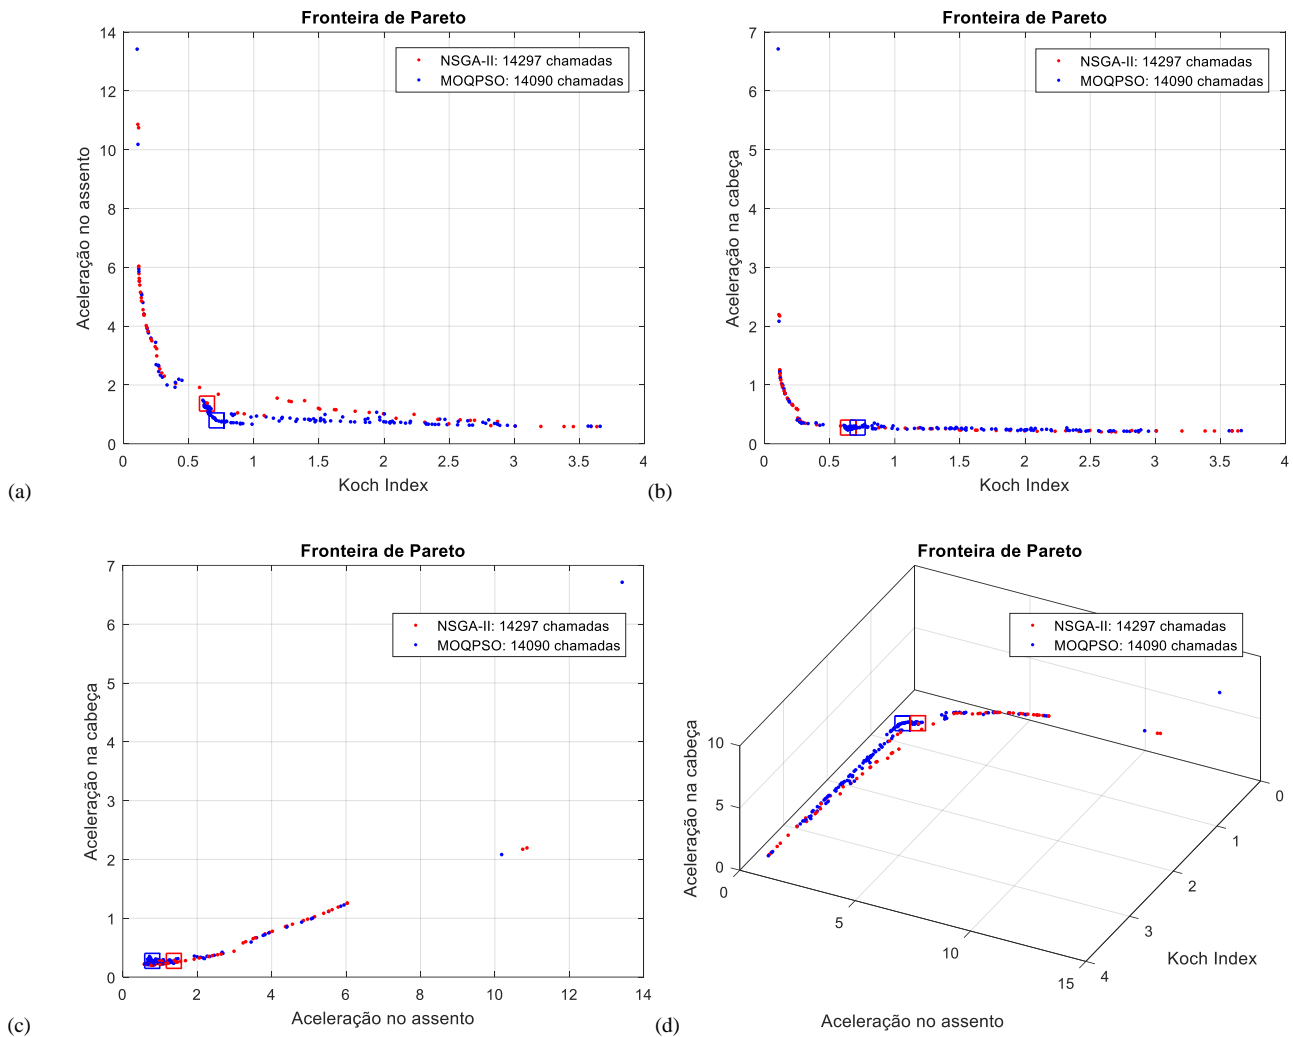 Fronteira de Pareto
14
12
10
8
6
4
2
0
Aceleração no assento
NSGA-II: 14297 chamadas
MOQPSO: 14090 chamadas
0 0.5 1 1.5 2 2.5 3 3.5 4
Koch Index
(a)
Fronteira de Pareto
7
6
5
4
3
2
1
0
Aceleração na cabeça
NSGA-II: 14297 chamadas
MOQPSO: 14090 chamadas
0 0.5 1 1.5 2 2.5 3 3.5 4
Koch Index
(b)
Fronteira de Pareto
7
6
5
4
3
2
1
0
Aceleração na cabeça
NSGA-II: 14297 chamadas
MOQPSO: 14090 chamadas
0 2 4 6 8 10 12 14
Aceleração no assento
(c)
Fronteira de Pareto
NSGA-II: 14297 chamadas
MOQPSO: 14090 chamadas
10
5
0
Aceleração na cabeça
0
5
10
15
Aceleração no assento
0
1
2
3
4
Koch Index
(d)